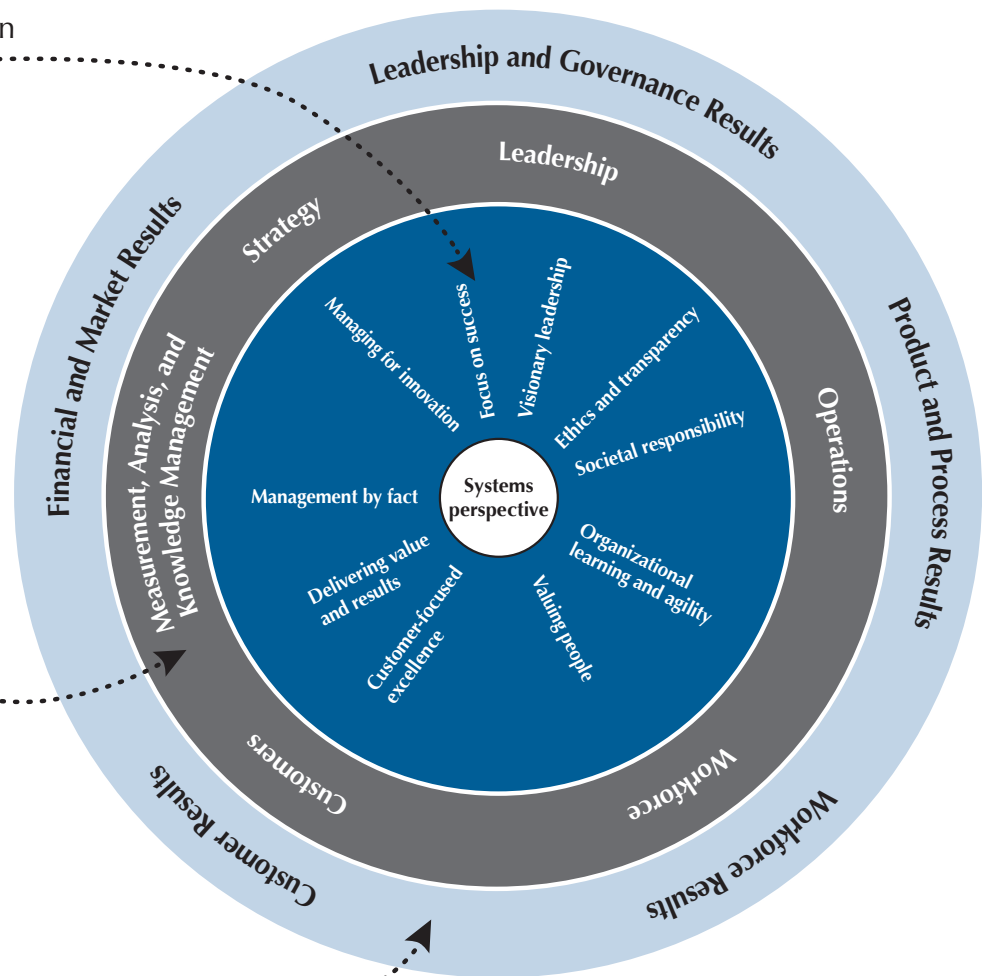 n
Leadership and Governance Results
Financial and Market Results
Product and Process Results
Workforce Results
Customer Results
Leadership
Strategy
Measurement, Analysis, and
Knowledge Management
Operations
Workforce
Customers
Managing for innovation
Focus on success
Visionary leadership
Ethics and transparency
Societal responsibility
Management by fact
Systems
perspective
Organizational
learning and agility
Delivering value
and results
Customer-focused
excellence
Valuing people